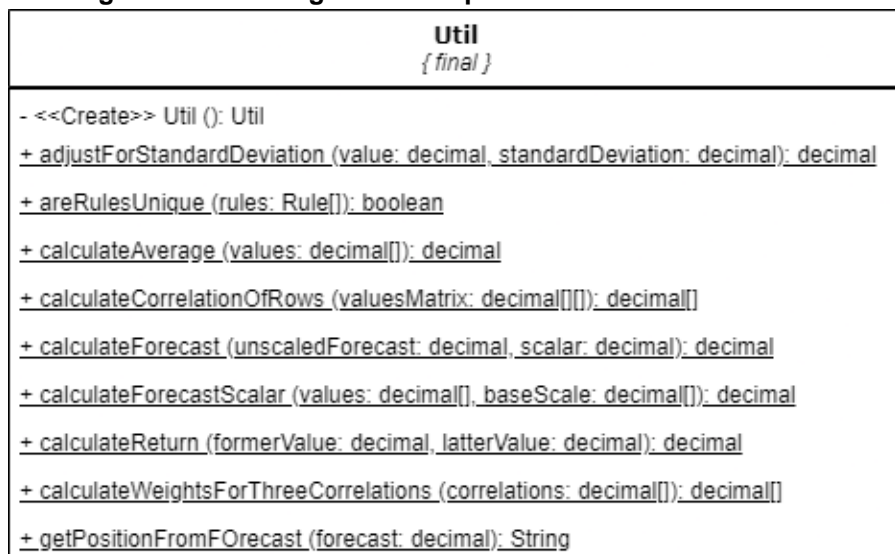 Util
{ final }
- <<Create>> Util (): Util
+ adjustForStandardDeviation (value: decimal, standardDeviation: decimal): decimal
+ areRulesUnique (rules: Rule[]): boolean
+ calculateAverage (values: decimal[]): decimal
+ calculateCorrelationOfRows (valuesMatrix: decimal[][]): decimal[]
+ calculateForecast (unscaledForecast: decimal, scalar: decimal): decimal
+ calculateForecastScalar (values: decimal[], baseScale: decimal[]): decimal
+ calculateReturn (formerValue: decimal, latterValue: decimal): decimal
+ calculateWeightsForThreeCorrelations (correlations: decimal[]): decimal[]
+ getPositionFromFOrecast (forecast: decimal): String